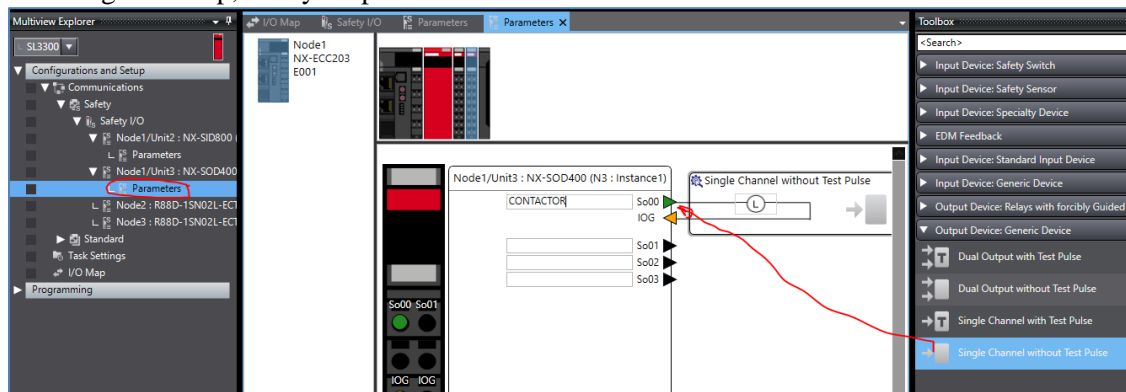 Multiview Explorer
SL3300
Configurations and Setup
Communications
Safety
Safety I/O
Node1/Unit2 : NX-SID800 (
Parameters
Node1/Unit3 : NX-SOD400
Parameters
Node2 : R88D-1SN02L-ECT
Node3 : R88D-1SN02L-ECT
Standard
Task Settings
I/O Map
Programming
I/O Map
Safety I/O
Parameters
Parameters
Node1
NX-ECC203
E001
Node1/Unit3 : NX-SOD400 (N3 : Instance1)
CONTACTOR
So00
IOG
So01
So02
So03
So00 So01
IOG IOG
Single Channel without Test Pulse
L
Toolbox
<Search>
Input Device: Safety Switch
Input Device: Safety Sensor
Input Device: Specialty Device
EDM Feedback
Input Device: Standard Input Device
Input Device: Generic Device
Output Device: Relays with forcibly Guided
Output Device: Generic Device
T Dual Output with Test Pulse
Dual Output without Test Pulse
T Single Channel with Test Pulse
Single Channel without Test Pulse